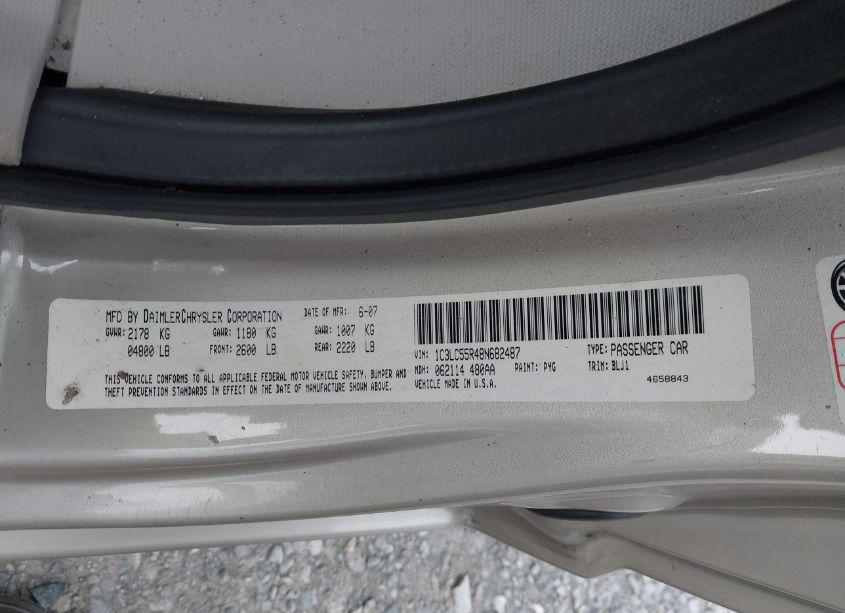 MFD BY DAIMLERCHRYSLER CORPORATION DATE OF MFR: 6-07
GVWR: 2178 KG GAWR: 1180 KG GAWR: 1007 KG
04800 LB FRONT: 2600 LB REAR: 2220 LB
THIS VEHICLE CONFORMS TO ALL APPLICABLE FEDERAL MOTOR VEHICLE SAFETY, BUMPER AND
THEFT PREVENTION STANDARDS IN EFFECT ON THE DATE OF MANUFACTURE SHOWN ABOVE.
VIN: 1C3LC55R48N682487 TYPE: PASSENGER CAR
MDH: 062114 480AA PAINT: PYG TRIM: BLJ1
VEHICLE MADE IN U.S.A. 4658843